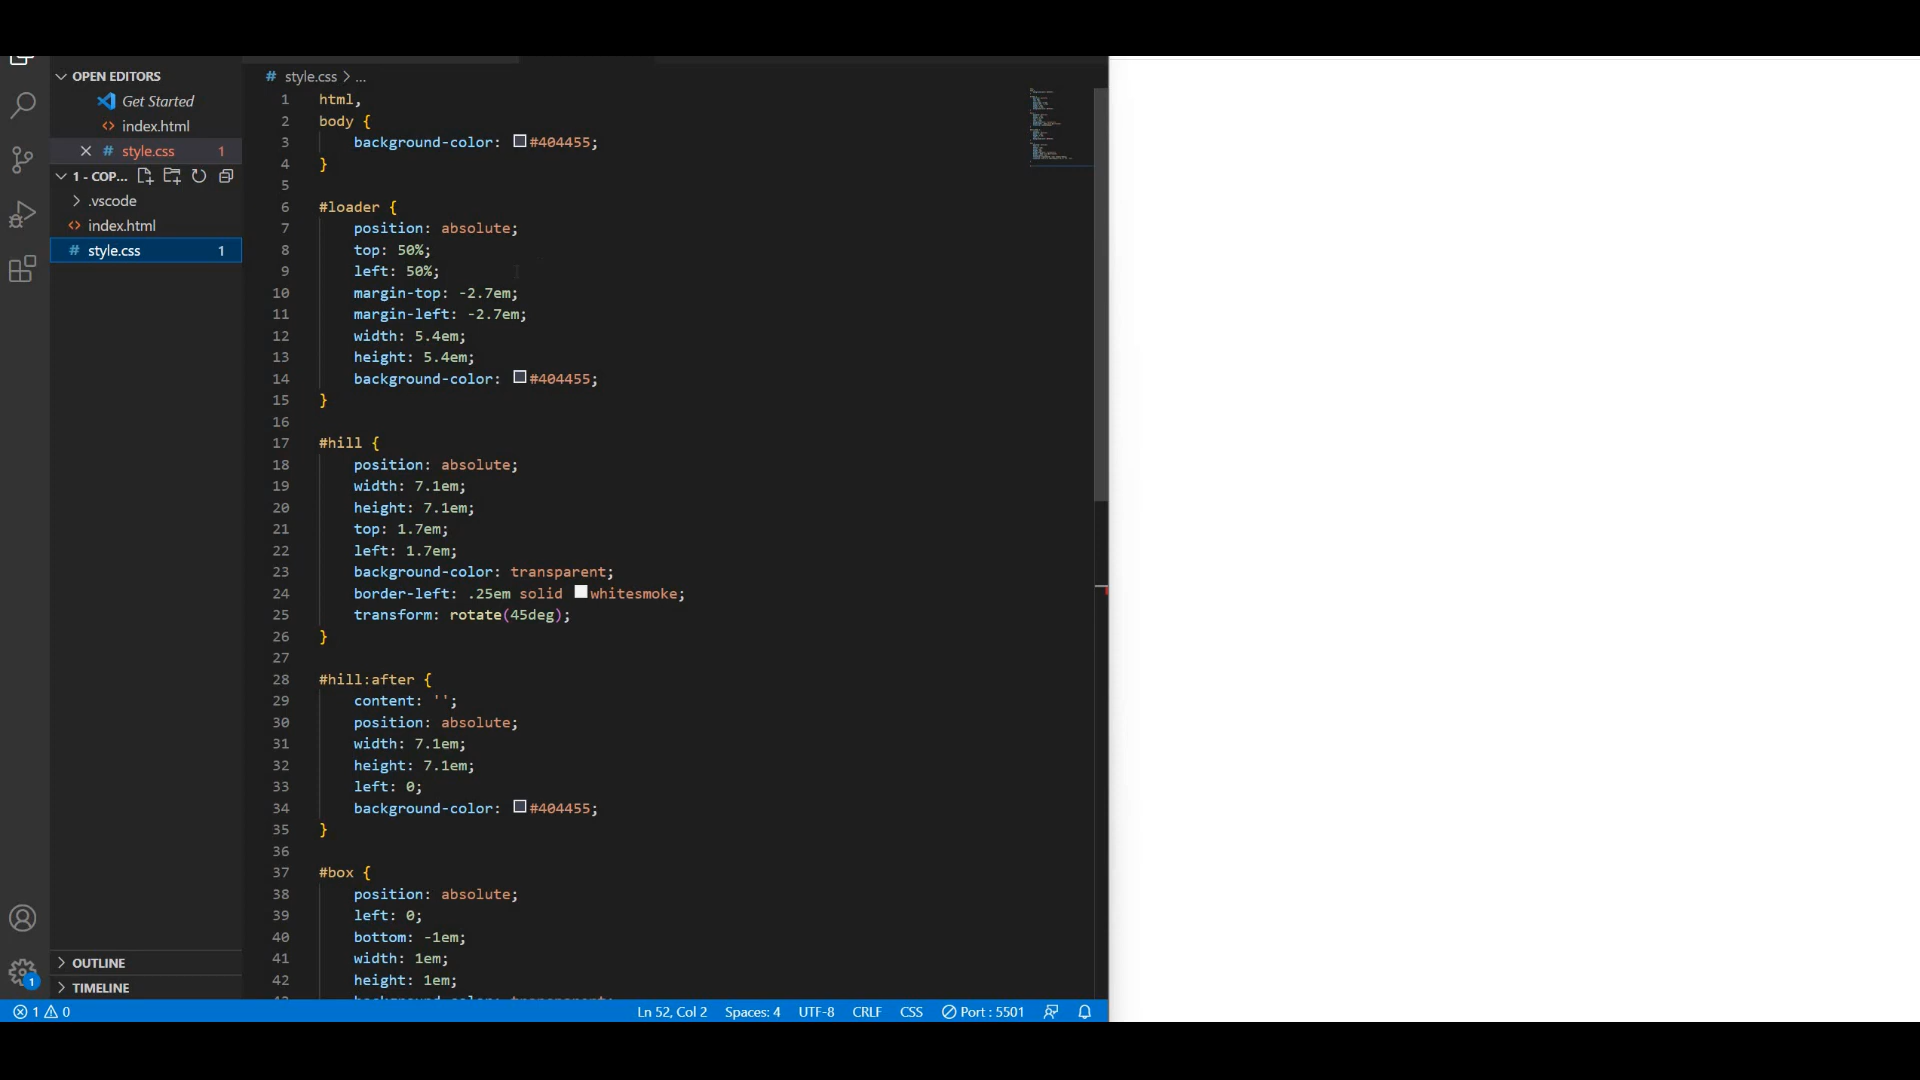 OPEN EDITORS
Get Started
index.html
style.css 1
1 - COP...
.vscode
index.html
style.css 1
OUTLINE
TIMELINE
1
# style.css > ...
1 html,
2 body {
3 background-color: #404455;
4 }
5
6 #loader {
7 position: absolute;
8 top: 50%;
9 left: 50%;
10 margin-top: -2.7em;
11 margin-left: -2.7em;
12 width: 5.4em;
13 height: 5.4em;
14 background-color: #404455;
15 }
16
17 #hill {
18 position: absolute;
19 width: 7.1em;
20 height: 7.1em;
21 top: 1.7em;
22 left: 1.7em;
23 background-color: transparent;
24 border-left: .25em solid whitesmoke;
25 transform: rotate(45deg);
26 }
27
28 #hill:after {
29 content: '';
30 position: absolute;
31 width: 7.1em;
32 height: 7.1em;
33 left: 0;
34 background-color: #404455;
35 }
36
37 #box {
38 position: absolute;
39 left: 0;
40 bottom: -1em;
41 width: 1em;
42 height: 1em;
1 0 Ln 52, Col 2 Spaces: 4 UTF-8 CRLF CSS Port : 5501